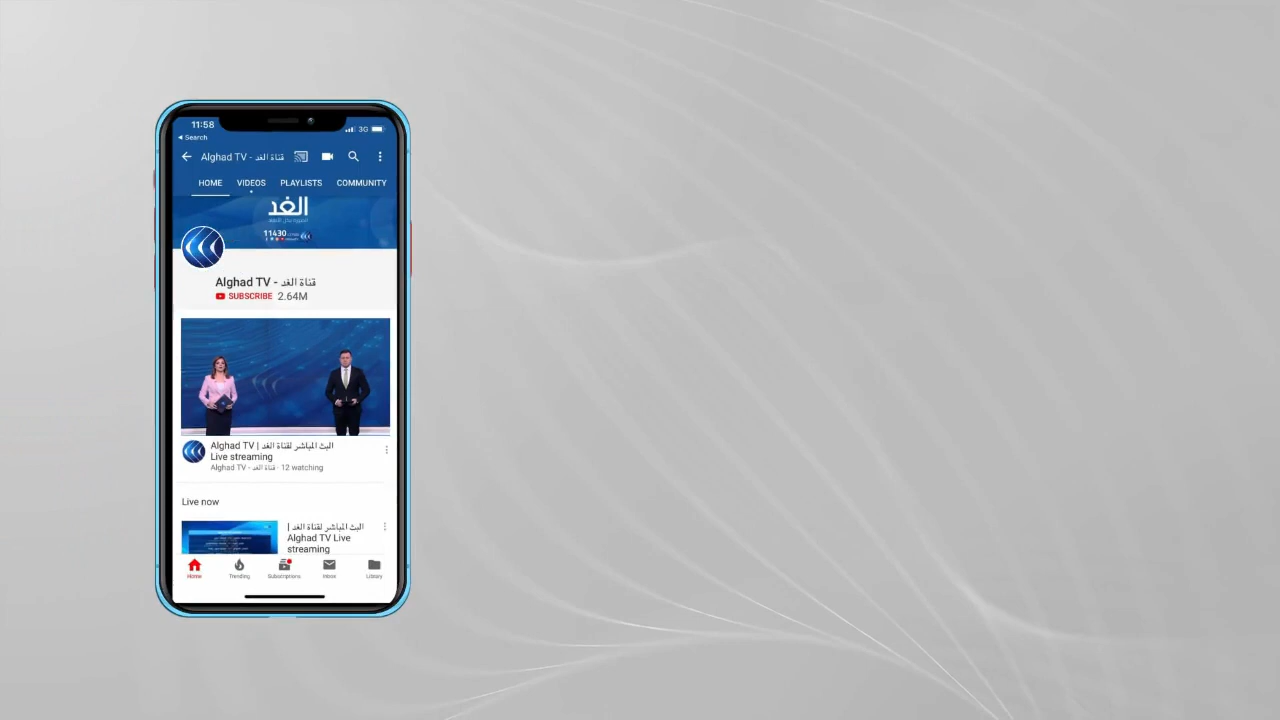 11:58
3G
Search
Alghad TV - قناة الغد
HOME VIDEOS PLAYLISTS COMMUNITY
الغد
11430
Alghad TV - قناة الغد
SUBSCRIBE 2.64M
Alghad TV | البث المباشر لقناة الغد
Live streaming
Alghad TV - قناة الغد · 12 watching
Live now
البث المباشر لقناة الغد |
Alghad TV Live
streaming
Home Trending Subscriptions Inbox Library